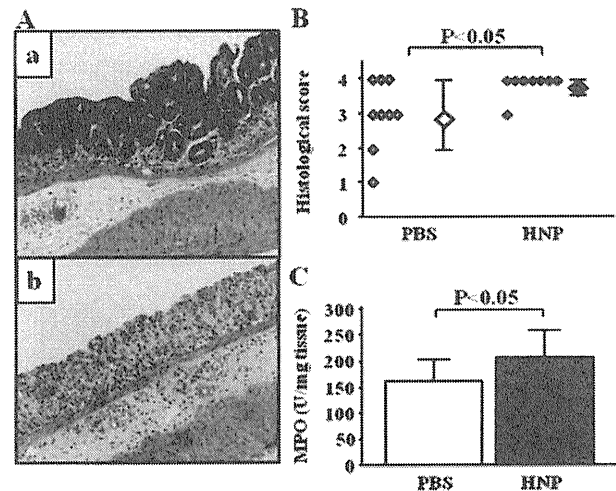 A
a
b
B
P<0.05
Histological score
4
3
2
1
0
PBS
HNP
C
P<0.05
MPO (U/mg tissue)
300
250
200
150
100
50
0
PBS
HNP